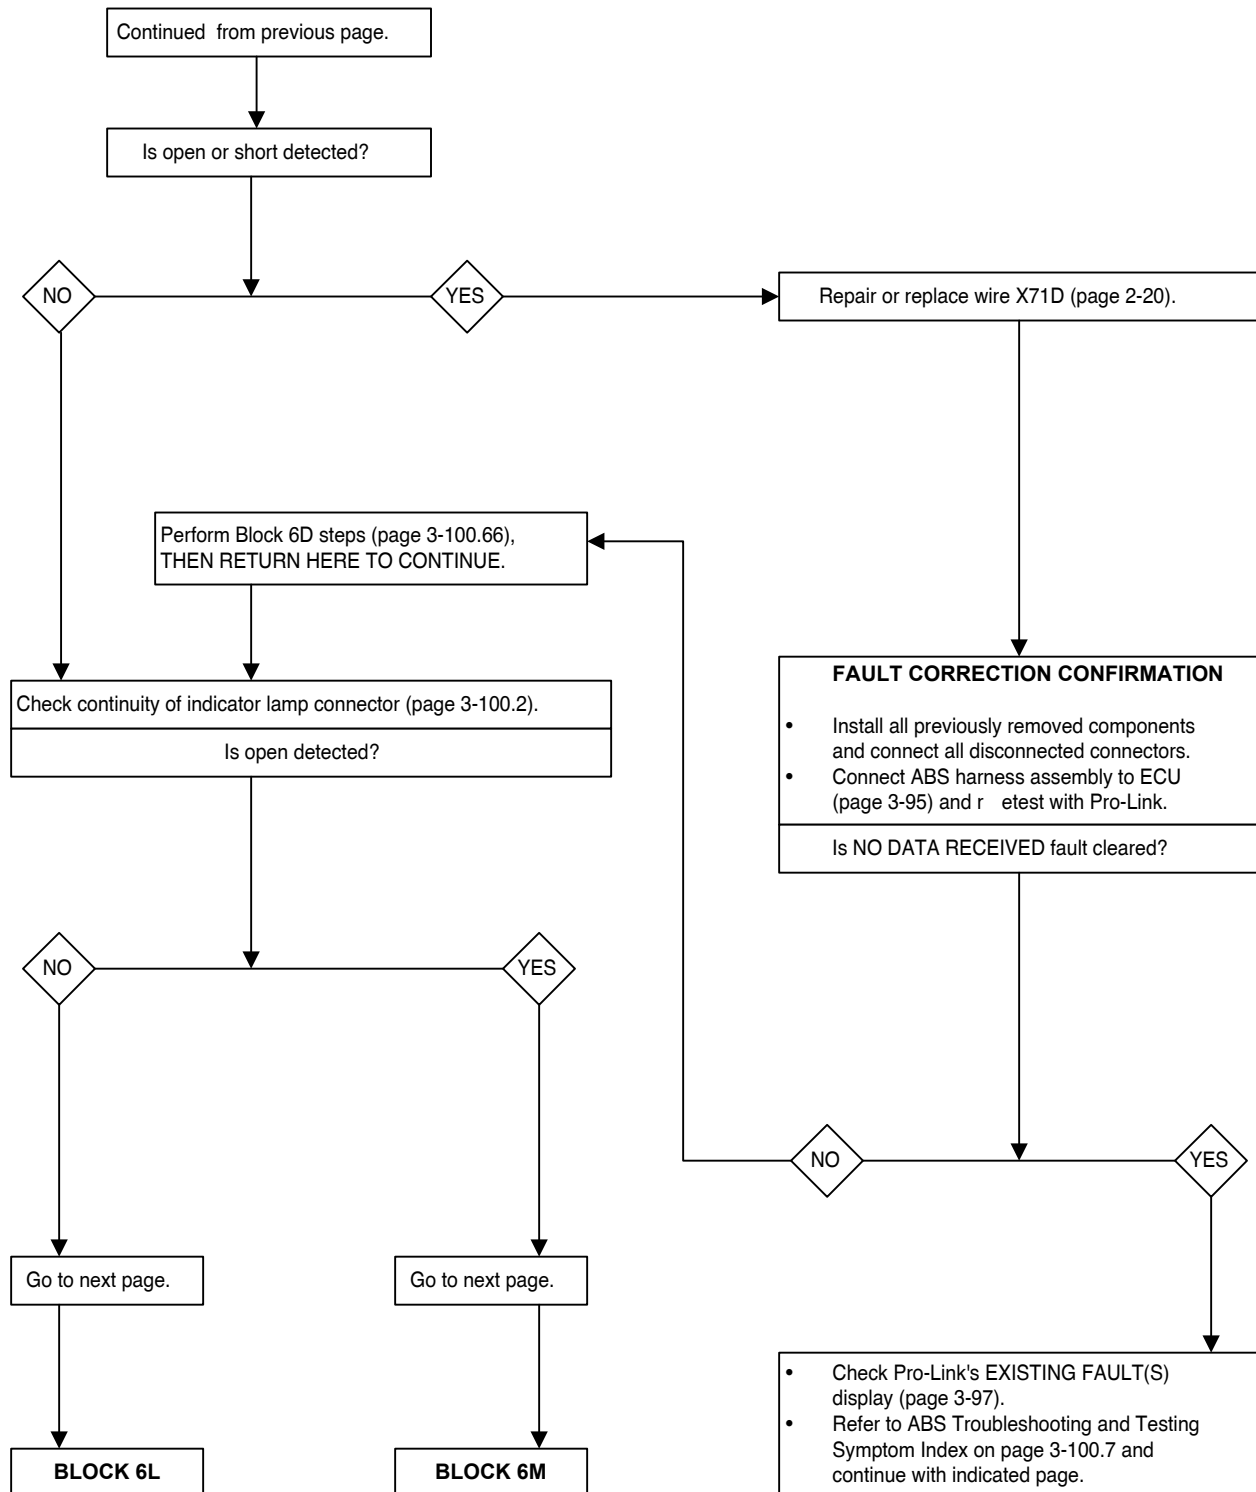 Continued from previous page.
Is open or short detected?
NO
YES
Repair or replace wire X71D (page 2-20).
Perform Block 6D steps (page 3-100.66),
THEN RETURN HERE TO CONTINUE.
Check continuity of indicator lamp connector (page 3-100.2).
Is open detected?
FAULT CORRECTION CONFIRMATION
• Install all previously removed components
and connect all disconnected connectors.
• Connect ABS harness assembly to ECU
(page 3-95) and r etest with Pro-Link.
Is NO DATA RECEIVED fault cleared?
NO
YES
NO
YES
Go to next page.
Go to next page.
• Check Pro-Link's EXISTING FAULT(S)
display (page 3-97).
• Refer to ABS Troubleshooting and Testing
Symptom Index on page 3-100.7 and
continue with indicated page.
BLOCK 6L
BLOCK 6M